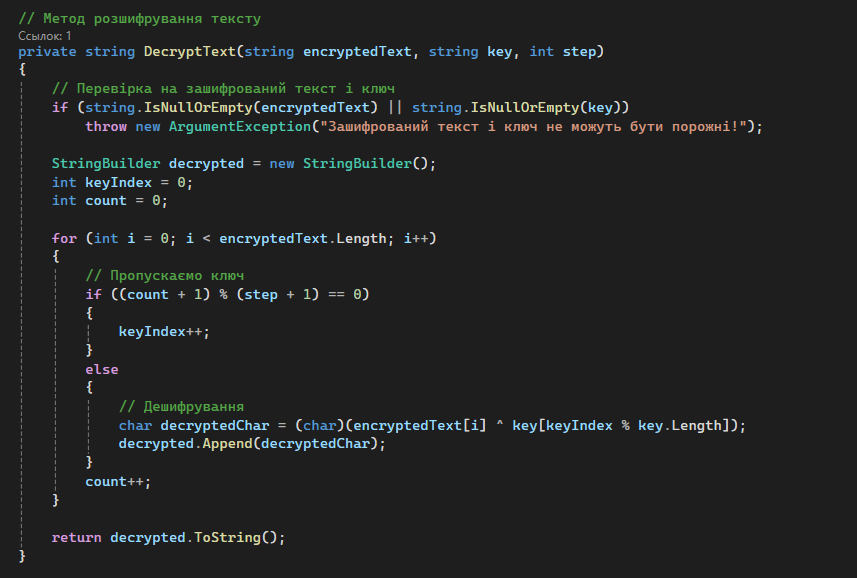 // Метод розшифрування тексту
Ссылок: 1
private string DecryptText(string encryptedText, string key, int step)
{
    // Перевірка на зашифрований текст і ключ
    if (string.IsNullOrEmpty(encryptedText) || string.IsNullOrEmpty(key))
        throw new ArgumentException("Зашифрований текст і ключ не можуть бути порожні!");

    StringBuilder decrypted = new StringBuilder();
    int keyIndex = 0;
    int count = 0;

    for (int i = 0; i < encryptedText.Length; i++)
    {
        // Пропускаємо ключ
        if ((count + 1) % (step + 1) == 0)
        {
            keyIndex++;
        }
        else
        {
            // Дешифрування
            char decryptedChar = (char)(encryptedText[i] ^ key[keyIndex % key.Length]);
            decrypted.Append(decryptedChar);
        }
        count++;
    }

    return decrypted.ToString();
}